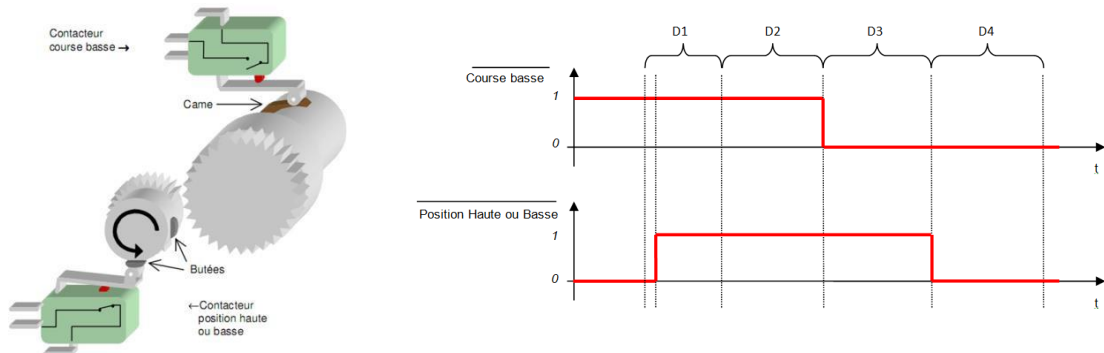 Contacteur
course basse →
Came
Butées
←Contacteur
position haute
ou basse
D1 D2 D3 D4
Course basse
1
0
t
Position Haute ou Basse
1
0
t